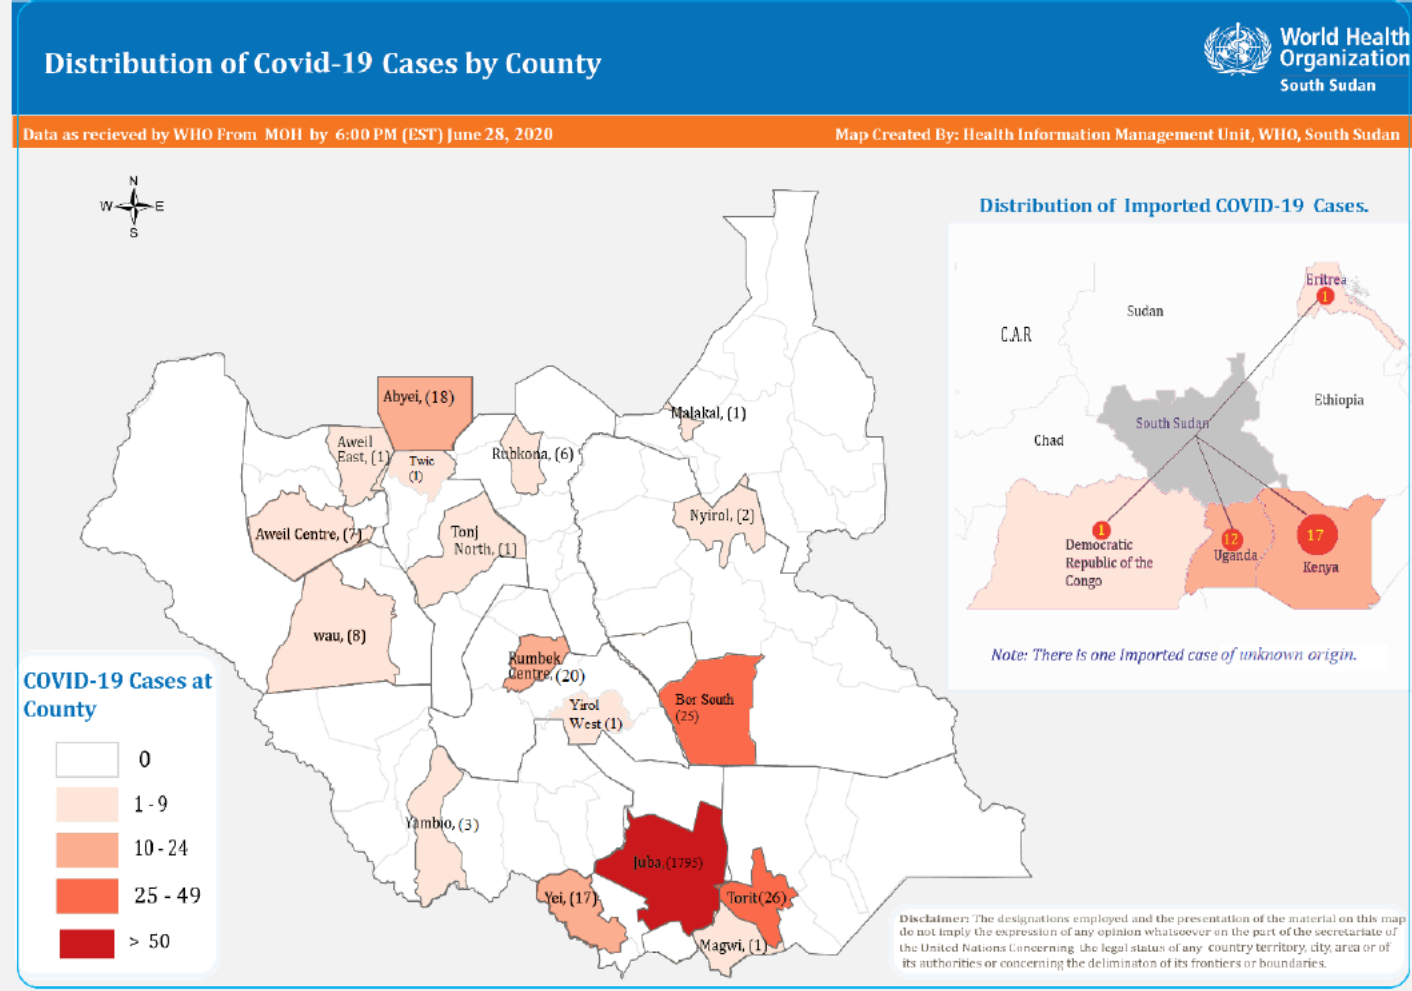 Distribution of Covid-19 Cases by County
World Health
Organization
South Sudan
Data as recieved by WHO From MOH by 6:00 PM (EST) June 28, 2020
Map Created By: Health Information Management Unit, WHO, South Sudan
N
W
E
S
Distribution of Imported COVID-19 Cases.
Eritrea
1
Sudan
C.A.R
Ethiopia
South Sudan
Chad
1
Democratic
Republic of the
Congo
12
Uganda
17
Kenya
Note: There is one imported case of unknown origin.
Abyei, (18)
Malakal, (1)
Aweil
East, (1)
Twic
(1)
Rubkona, (6)
Nyirol, (2)
Aweil Centre, (7)
Tonj
North, (1)
wau, (8)
Rumbek
Centre, (20)
Yirol
West (1)
Bor South
(25)
Yambio, (3)
Juba, (1795)
Yei, (17)
Torit (26)
Magwi, (1)
COVID-19 Cases at
County
0
1 - 9
10 - 24
25 - 49
> 50
Disclaimer: The designations employed and the presentation of the material on this map
do not imply the expression of any opinion whatsoever on the part of the secretariate of
the United Nations Concerning the legal status of any country territory, city, area or of
its authorities or concerning the deliminaton of its frontiers or boundaries.